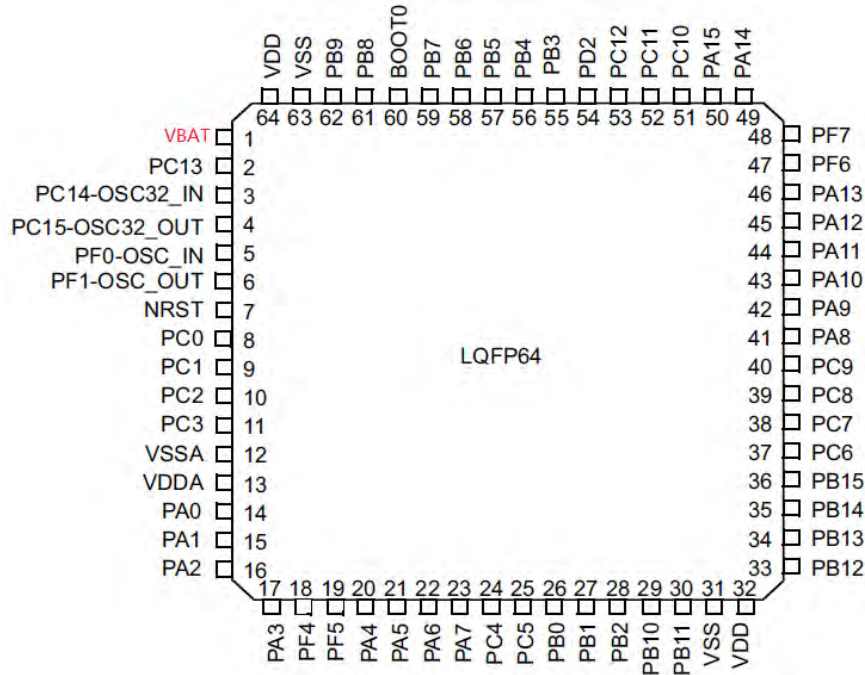 VDD
VSS
PB9
PB8
BOOT0
PB7
PB6
PB5
PB4
PB3
PD2
PC12
PC11
PC10
PA15
PA14
64 63 62 61 60 59 58 57 56 55 54 53 52 51 50 49
VBAT 1
PC13 2
PC14-OSC32_IN 3
PC15-OSC32_OUT 4
PF0-OSC_IN 5
PF1-OSC_OUT 6
NRST 7
PC0 8
PC1 9
PC2 10
PC3 11
VSSA 12
VDDA 13
PA0 14
PA1 15
PA2 16
LQFP64
48 PF7
47 PF6
46 PA13
45 PA12
44 PA11
43 PA10
42 PA9
41 PA8
40 PC9
39 PC8
38 PC7
37 PC6
36 PB15
35 PB14
34 PB13
33 PB12
17 18 19 20 21 22 23 24 25 26 27 28 29 30 31 32
PA3
PF4
PF5
PA4
PA5
PA6
PA7
PC4
PC5
PB0
PB1
PB2
PB10
PB11
VSS
VDD